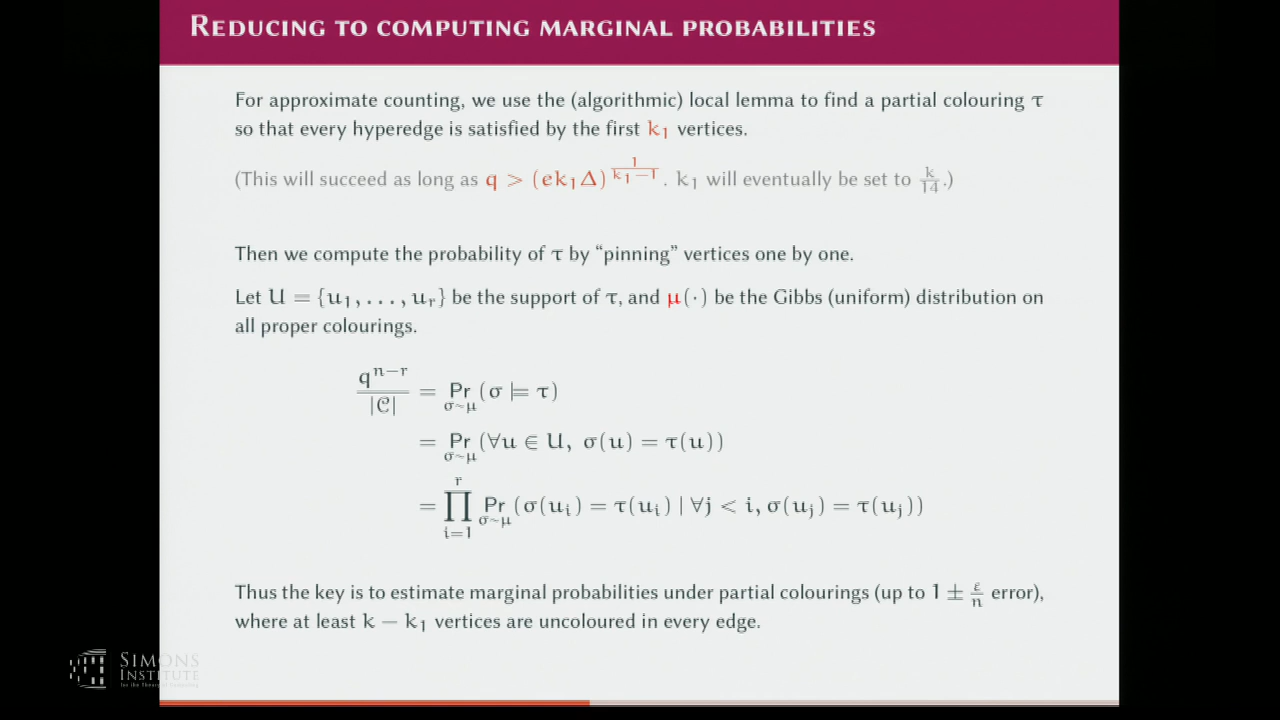 Reducing to computing marginal probabilities
For approximate counting, we use the (algorithmic) local lemma to find a partial colouring τ
so that every hyperedge is satisfied by the first k₁ vertices.
(This will succeed as long as q > (ek₁Δ)^{1/(k₁−1)}. k₁ will eventually be set to k/14.)
Then we compute the probability of τ by “pinning” vertices one by one.
Let U = {u₁, . . . , uᵣ} be the support of τ, and μ(·) be the Gibbs (uniform) distribution on
all proper colourings.
q^{n−r}/|𝒞| = Pr_{σ∼μ}(σ ⊨ τ)
= Pr_{σ∼μ}(∀u ∈ U, σ(u) = τ(u))
= ∏_{i=1}^{r} Pr_{σ∼μ}(σ(u_i) = τ(u_i) | ∀j < i, σ(u_j) = τ(u_j))
Thus the key is to estimate marginal probabilities under partial colourings (up to 1 ± ε/n error),
where at least k − k₁ vertices are uncoloured in every edge.
Simons
Institute